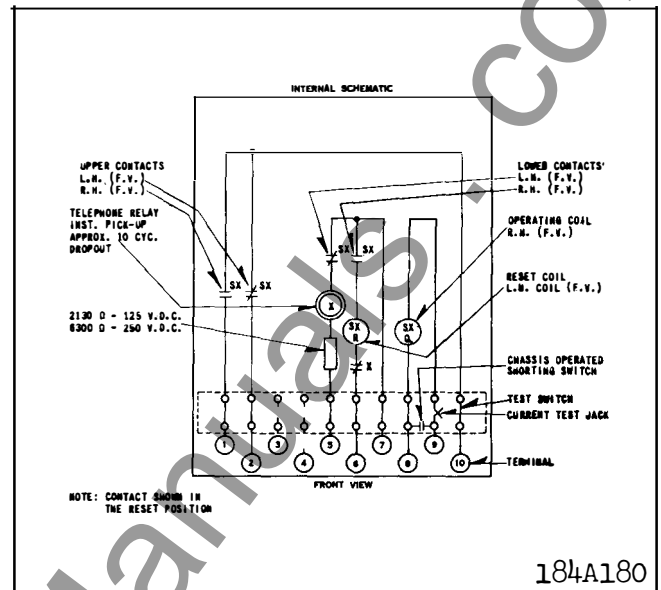 INTERNAL SCHEMATIC
UPPER CONTACTS
L.H. (F.V.)
R.H. (F.V.)
TELEPHONE RELAY
INST. PICK-UP
APPROX. 10 CYC.
DROPOUT
2130 Ω - 125 V.D.C.
6300 Ω - 250 V.D.C.
LOWER CONTACTS'
L.H. (F.V.)
R.H. (F.V.)
OPERATING COIL
R.H. (F.V.)
RESET COIL
L.H. COIL (F.V.)
CHASSIS OPERATED
SHORTING SWITCH
TEST SWITCH
CURRENT TEST JACK
TERMINAL
SX
SX
SX
SX
X
SX
R
SX
O
X
1
2
3
4
5
6
7
8
9
10
FRONT VIEW
NOTE: CONTACT SHOWN IN
THE RESET POSITION
184A180